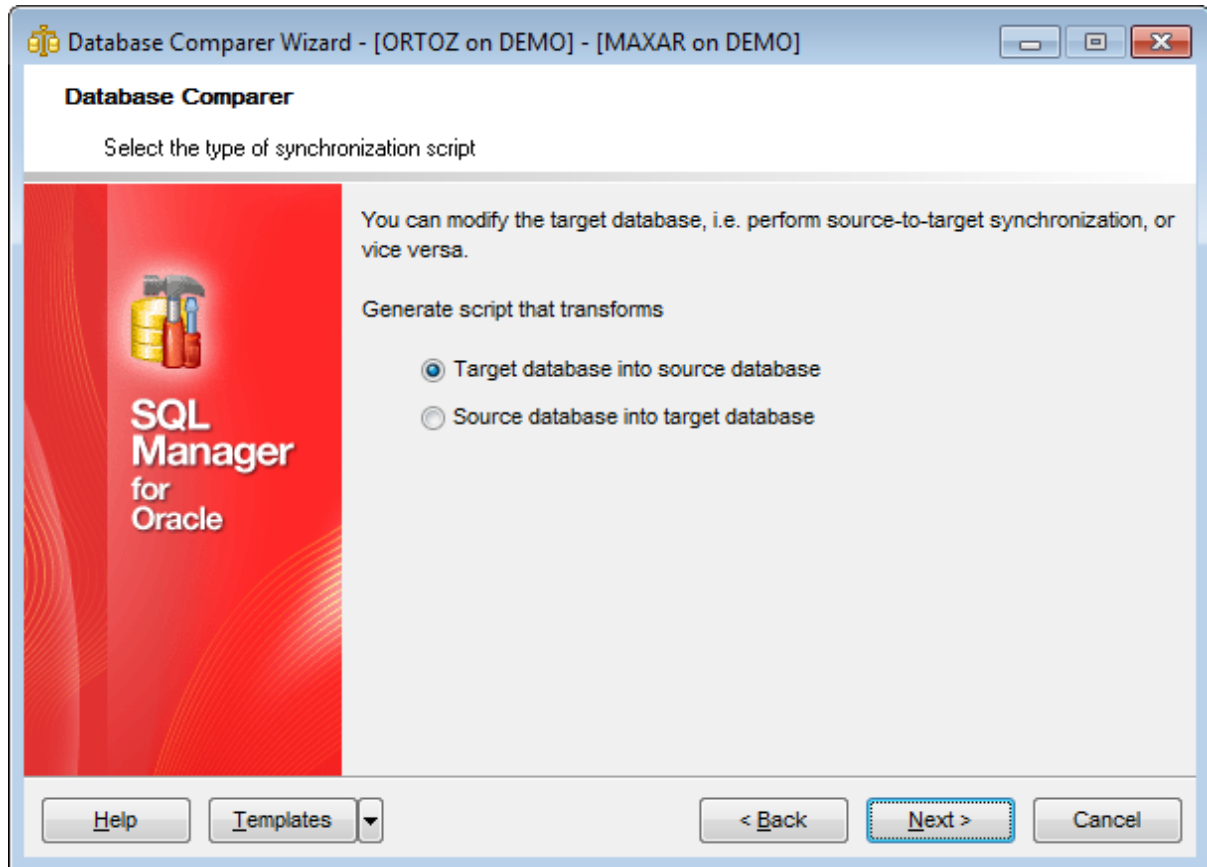 Database Comparer Wizard - [ORTOZ on DEMO] - [MAXAR on DEMO]
Database Comparer
Select the type of synchronization script
You can modify the target database, i.e. perform source-to-target synchronization, or
vice versa.
Generate script that transforms
Target database into source database
Source database into target database
SQL
Manager
for
Oracle
Help
Templates
< Back
Next >
Cancel